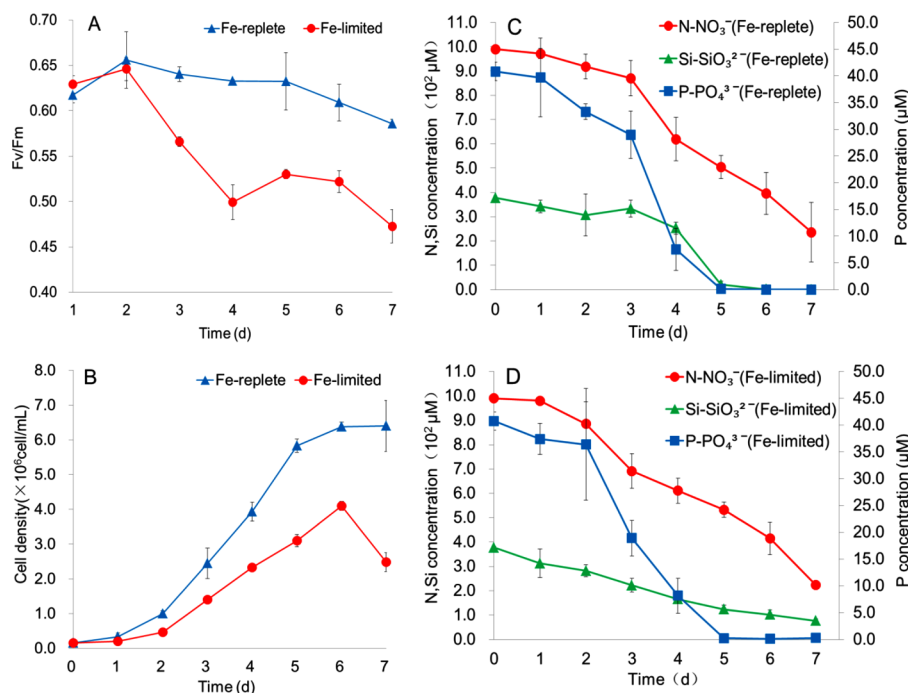 A
Fe-replete
Fe-limited
Fv/Fm
0.70
0.65
0.60
0.55
0.50
0.45
0.40
1 2 3 4 5 6 7
Time (d)
C
N-NO₃⁻(Fe-replete)
Si-SiO₃²⁻(Fe-replete)
P-PO₄³⁻(Fe-replete)
N,Si concentration (10² μM)
11.0
10.0
9.0
8.0
7.0
6.0
5.0
4.0
3.0
2.0
1.0
0.0
P concentration (μM)
50.0
45.0
40.0
35.0
30.0
25.0
20.0
15.0
10.0
5.0
0.0
0 1 2 3 4 5 6 7
Time (d)
B
Fe-replete
Fe-limited
Cell density(×10⁶cell/mL)
8.0
7.0
6.0
5.0
4.0
3.0
2.0
1.0
0.0
0 1 2 3 4 5 6 7
Time (d)
D
N-NO₃⁻(Fe-limited)
Si-SiO₃²⁻(Fe-limited)
P-PO₄³⁻(Fe-limited)
N,Si concentration (10² μM)
11.0
10.0
9.0
8.0
7.0
6.0
5.0
4.0
3.0
2.0
1.0
0.0
P concentration (μM)
50.0
45.0
40.0
35.0
30.0
25.0
20.0
15.0
10.0
5.0
0.0
0 1 2 3 4 5 6 7
Time（d）